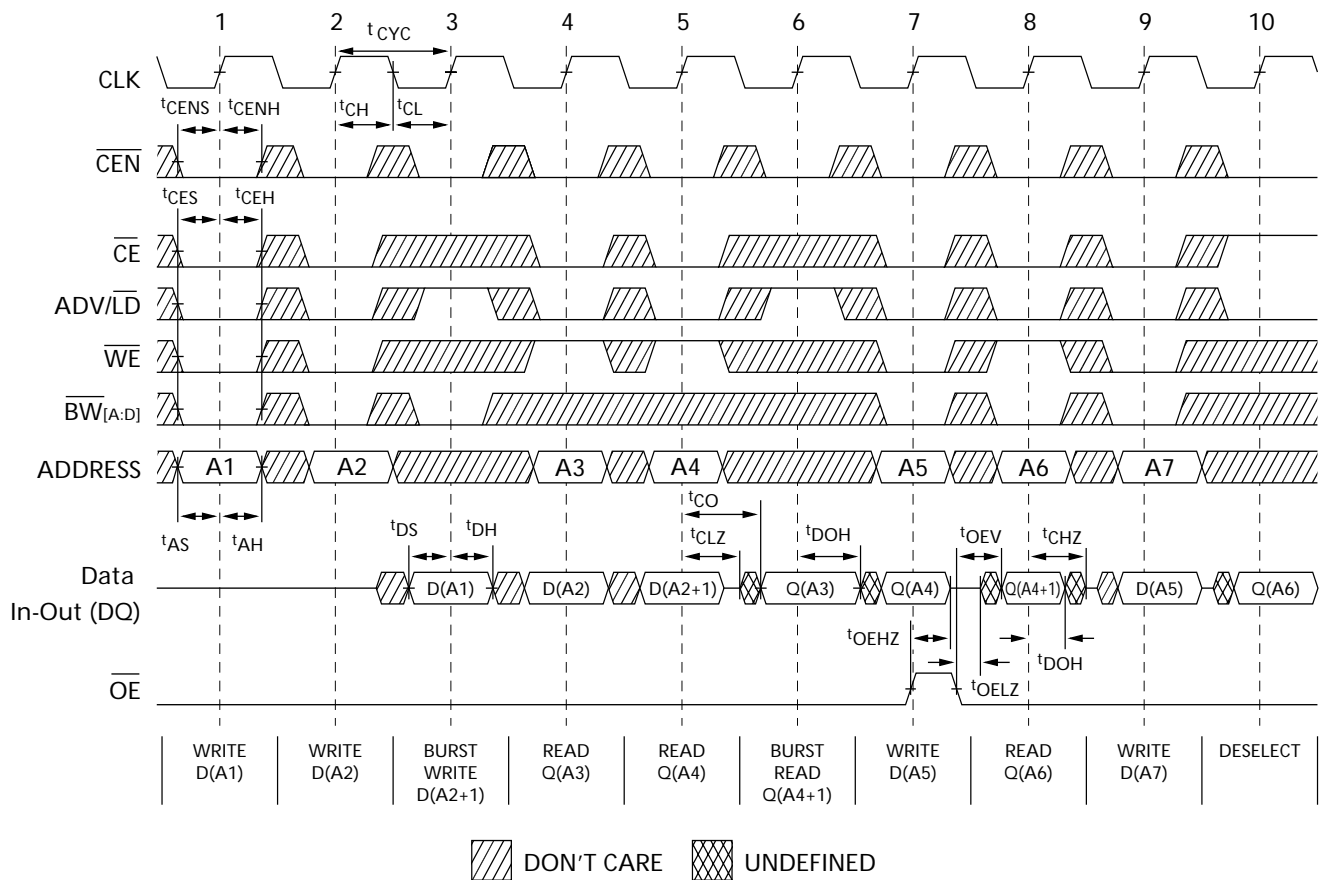 1 2 3 4 5 6 7 8 9 10
tCYC
CLK
tCENS tCENH tCH tCL
CEN
tCES tCEH
CE
ADV/LD
WE
BW[A:D]
ADDRESS A1 A2 A3 A4 A5 A6 A7
tCO
tAS tAH tDS tDH tCLZ tDOH tOEV tCHZ
Data
In-Out (DQ)
D(A1) D(A2) D(A2+1) Q(A3) Q(A4) Q(A4+1) D(A5) Q(A6)
tOEHZ tDOH
tOELZ
OE
WRITE
D(A1)
WRITE
D(A2)
BURST
WRITE
D(A2+1)
READ
Q(A3)
READ
Q(A4)
BURST
READ
Q(A4+1)
WRITE
D(A5)
READ
Q(A6)
WRITE
D(A7)
DESELECT
DON'T CARE UNDEFINED